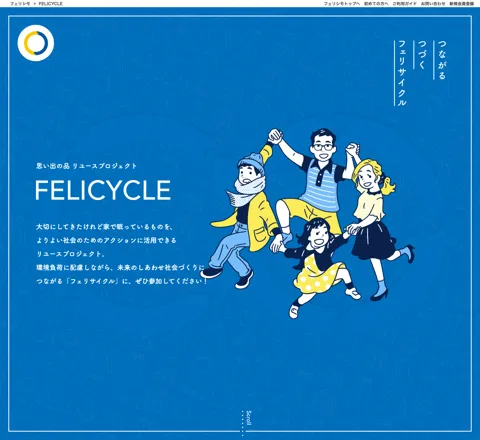 フェリシモ > FELICYCLE
フェリシモトップへ 初めての方へ ご利用ガイド お問い合わせ 新規会員登録
つながる
つづく
フェリサイクル
思い出の品 リユースプロジェクト
FELICYCLE
大切にしてきたけれど家で眠っているものを、
よりよい社会のためのアクションに活用できる
リユースプロジェクト。
環境負荷に配慮しながら、未来のしあわせ社会づくりに
つながる「フェリサイクル」に、ぜひ参加してください！
Scroll